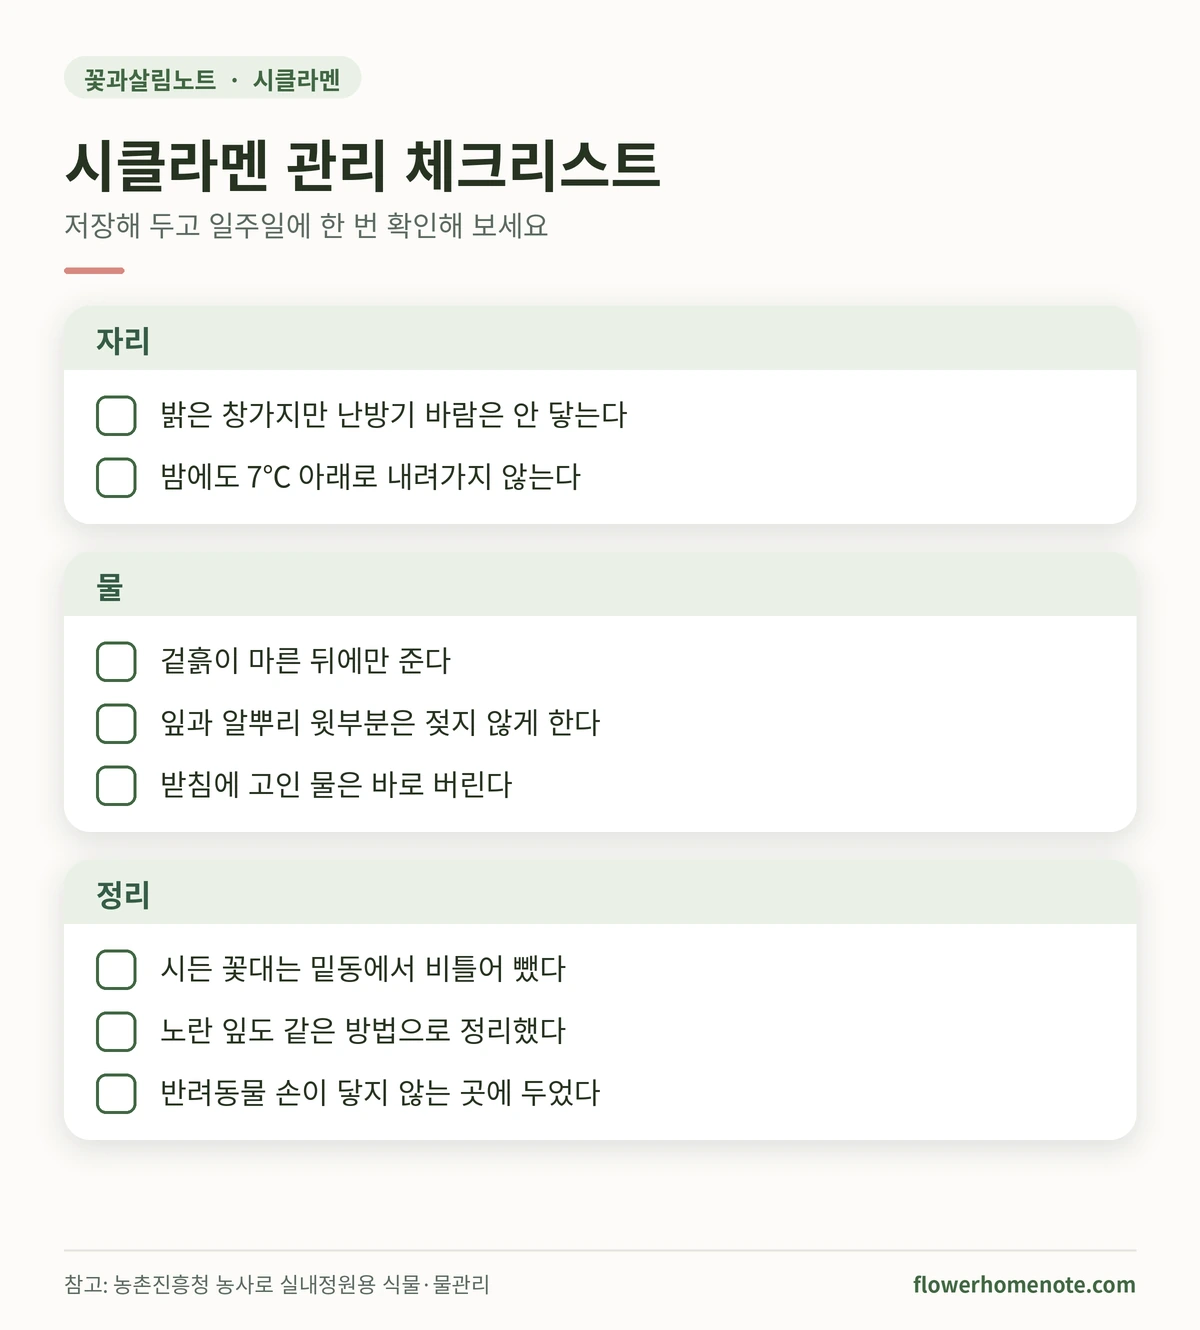 꽃과살림노트 · 시클라멘
시클라멘 관리 체크리스트
저장해 두고 일주일에 한 번 확인해 보세요
자리
밝은 창가지만 난방기 바람은 안 닿는다
밤에도 7°C 아래로 내려가지 않는다
물
겉흙이 마른 뒤에만 준다
잎과 알뿌리 윗부분은 젖지 않게 한다
받침에 고인 물은 바로 버린다
정리
시든 꽃대는 밑동에서 비틀어 뺐다
노란 잎도 같은 방법으로 정리했다
반려동물 손이 닿지 않는 곳에 두었다
참고: 농촌진흥청 농사로 실내정원용 식물·물관리
flowerhomenote.com